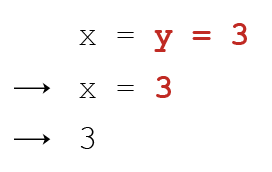 x = y = 3
→ x = 3
→ 3